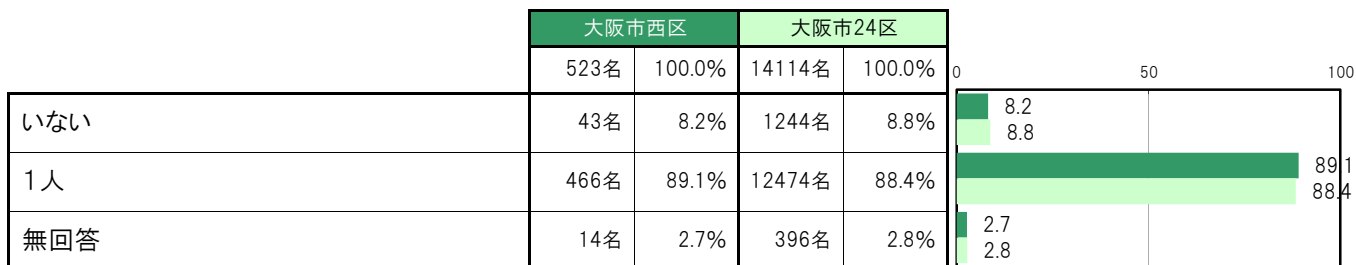 大阪市西区 大阪市24区
523名 100.0% 14114名 100.0% 0 50 100
いない 43名 8.2% 1244名 8.8% 8.2
8.8
1人 466名 89.1% 12474名 88.4% 89.1
88.4
無回答 14名 2.7% 396名 2.8% 2.7
2.8